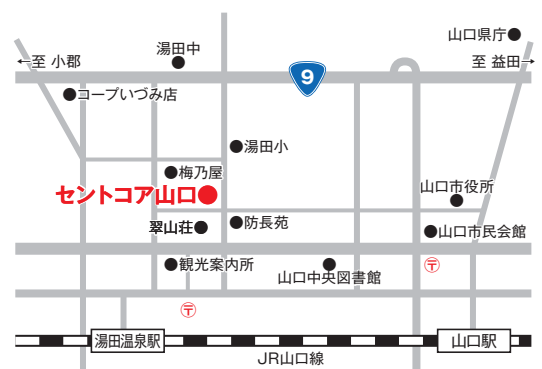 山口県庁
湯田中
←至 小郡
至 益田→
9
コープいづみ店
湯田小
梅乃屋
セントコア山口
山口市役所
翠山荘
防長苑
山口市民会館
観光案内所
〒
山口中央図書館
〒
湯田温泉駅
山口駅
JR山口線